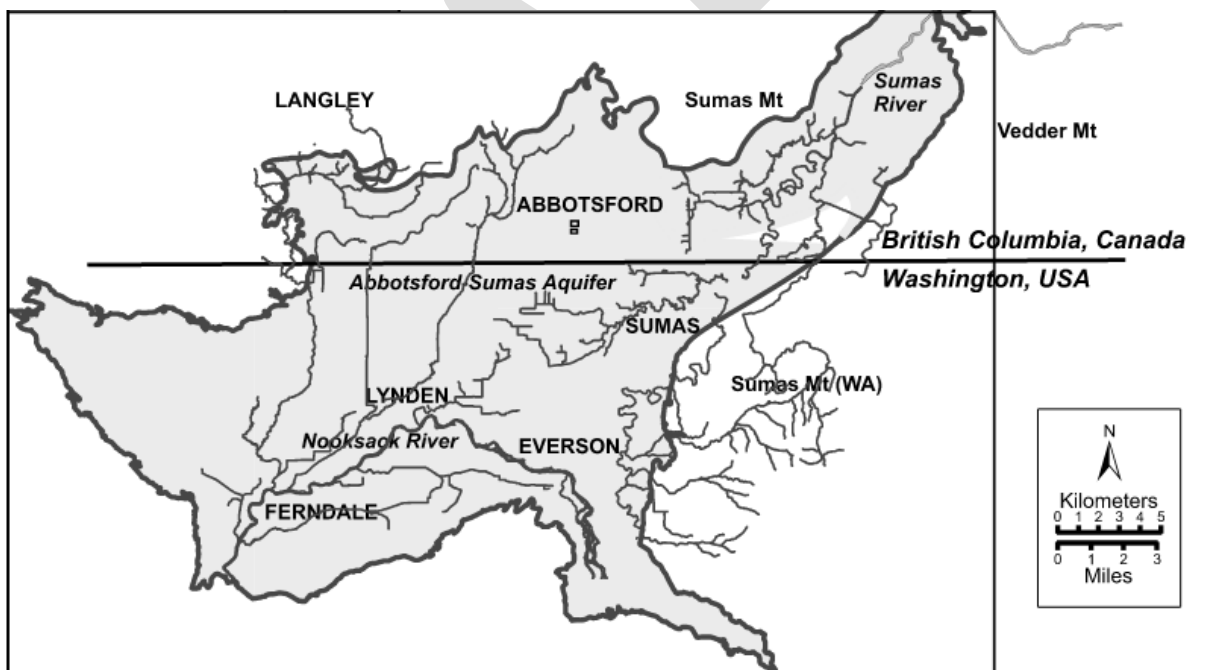 LANGLEY
Sumas Mt
Sumas
River
Vedder Mt
ABBOTSFORD
British Columbia, Canada
Abbotsford-Sumas Aquifer
Washington, USA
SUMAS
LYNDEN
Sumas Mt (WA)
Nooksack River
EVERSON
FERNDALE
N
Kilometers
0 1 2 3 4 5
0 1 2 3
Miles